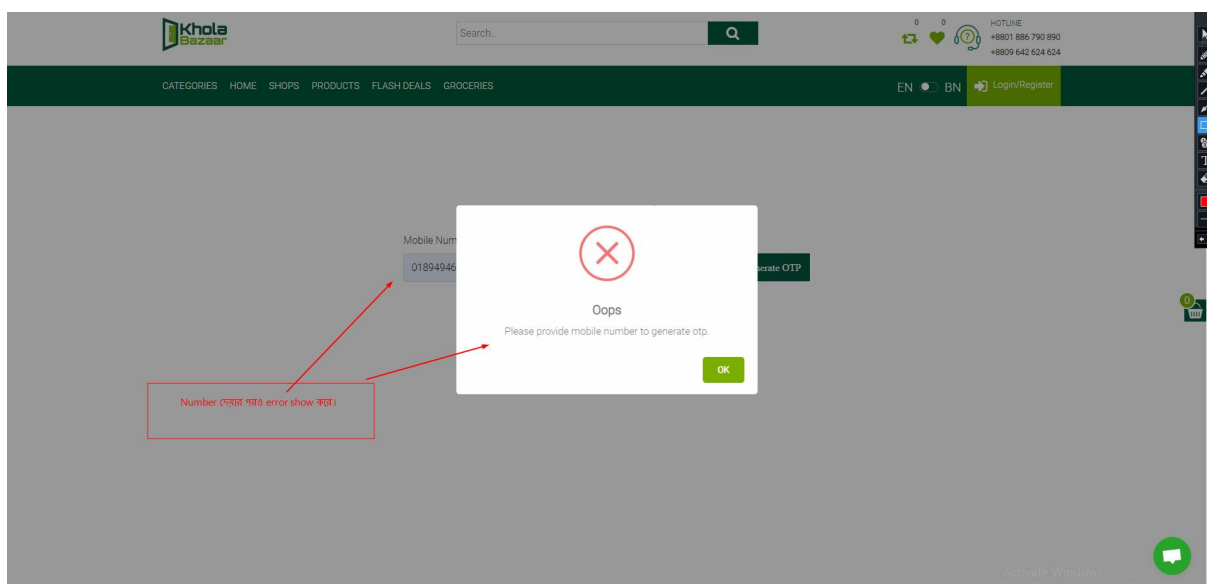 Khola
Bazaar
Search..
0 0
HOTLINE
+8801 886 790 890
+8809 642 624 624
CATEGORIES HOME SHOPS PRODUCTS FLASH DEALS GROCERIES
EN BN Login/Register
Mobile Num
01894946
erate OTP
Oops
Please provide mobile number to generate otp.
OK
0
Number দেয়ার পরও error show করে।
Activate Windows